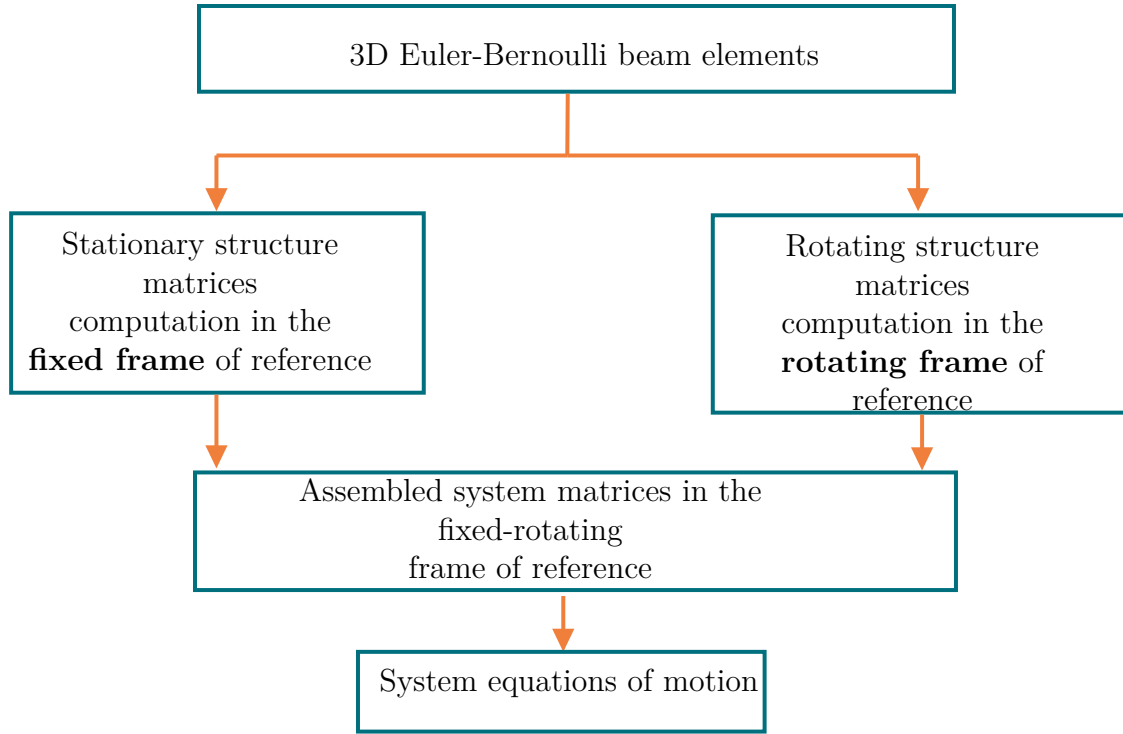 3D Euler-Bernoulli beam elements
Stationary structure
matrices
computation in the
fixed frame of reference
Rotating structure
matrices
computation in the
rotating frame of
reference
Assembled system matrices in the
fixed-rotating
frame of reference
System equations of motion